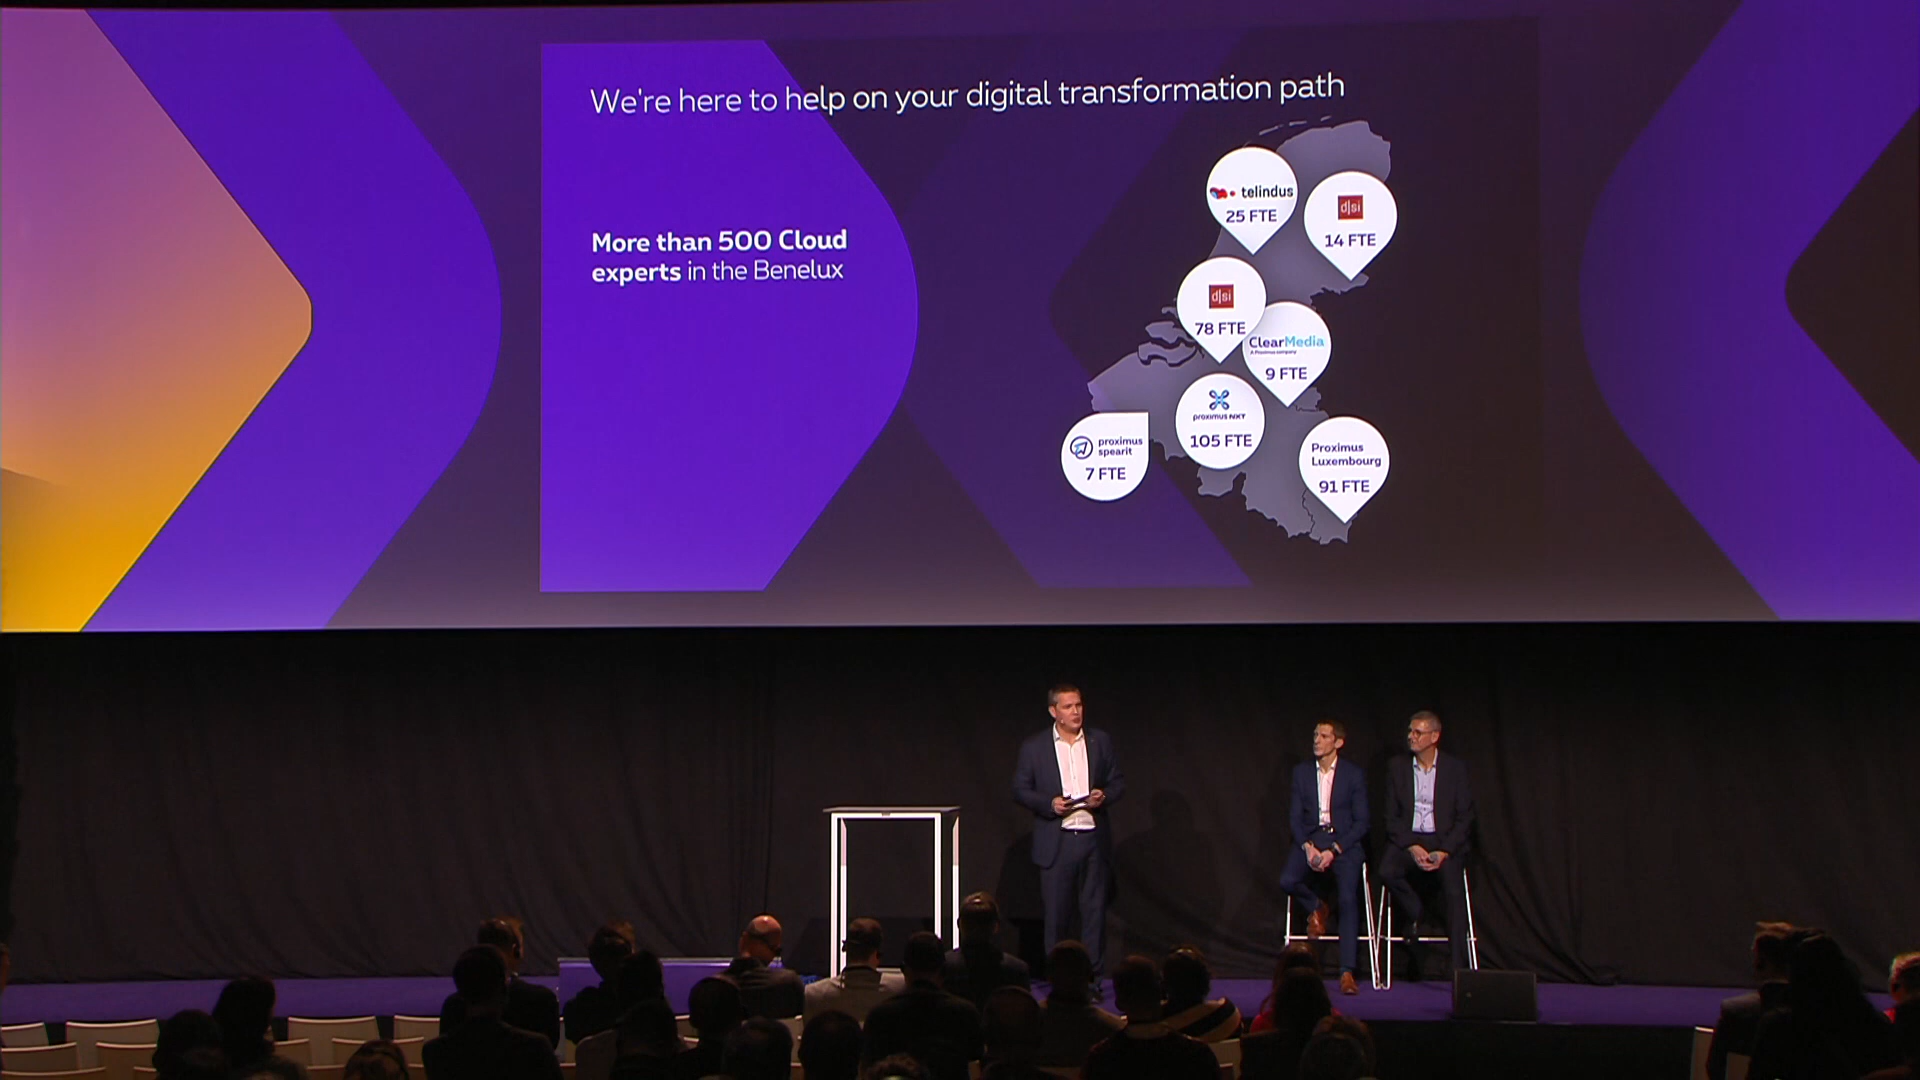 We're here to help on your digital transformation path
More than 500 Cloud
experts in the Benelux
telindus
25 FTE
d|si
14 FTE
d|si
78 FTE
ClearMedia
A Proximus company
9 FTE
proximus NXT
105 FTE
proximus
spearit
7 FTE
Proximus
Luxembourg
91 FTE